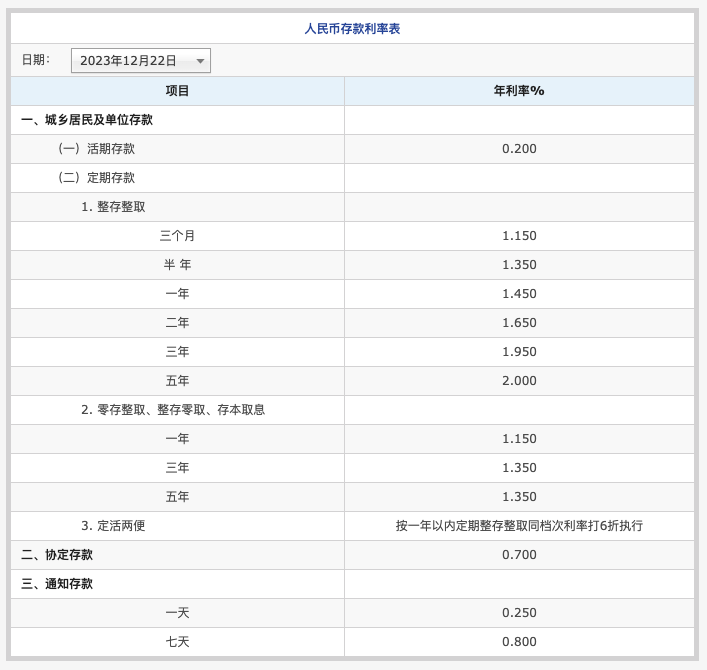 人民币存款利率表
日期: 2023年12月22日
项目 年利率%
一、城乡居民及单位存款
(一) 活期存款 0.200
(二) 定期存款
1. 整存整取
三个月 1.150
半 年 1.350
一年 1.450
二年 1.650
三年 1.950
五年 2.000
2. 零存整取、整存零取、存本取息
一年 1.150
三年 1.350
五年 1.350
3. 定活两便 按一年以内定期整存整取同档次利率打6折执行
二、协定存款 0.700
三、通知存款
一天 0.250
七天 0.800